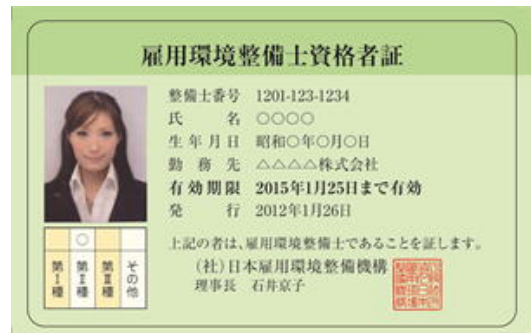 雇用環境整備士資格者証
整備士番号 1201-123-1234
氏 名 ○○○○
生年月日 昭和○年○月○日
勤務先 △△△△株式会社
有効期限 2015年1月25日まで有効
発 行 2012年1月26日
上記の者は、雇用環境整備士であることを証します。
(社)日本雇用環境整備機構
理事長 石井京子
○
第Ⅰ種
第Ⅱ種
第Ⅲ種
その他